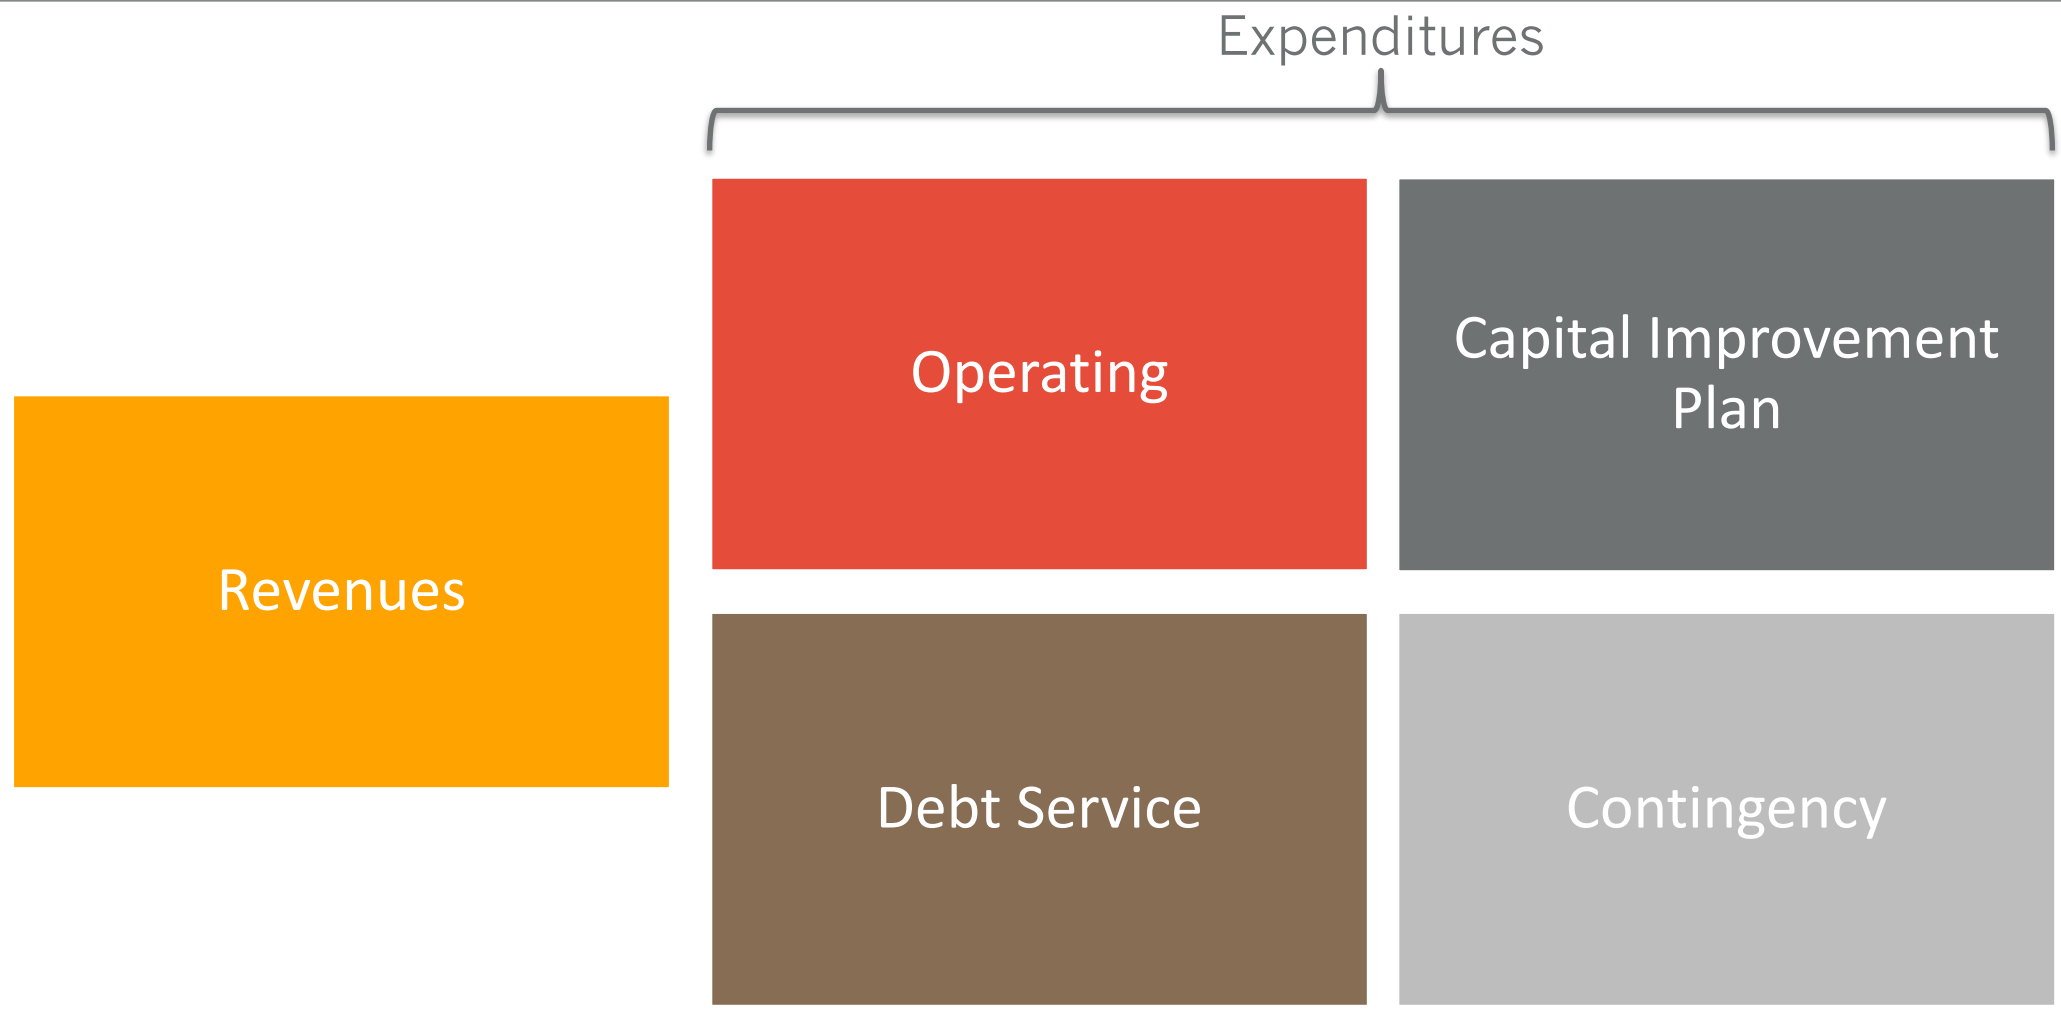 Expenditures
Operating
Capital Improvement
Plan
Revenues
Debt Service
Contingency